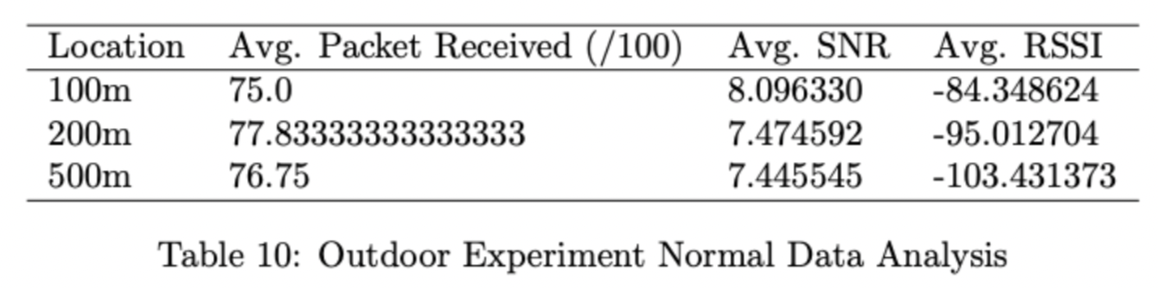 Location Avg. Packet Received (/100) Avg. SNR Avg. RSSI
100m 75.0 8.096330 -84.348624
200m 77.83333333333333 7.474592 -95.012704
500m 76.75 7.445545 -103.431373
Table 10: Outdoor Experiment Normal Data Analysis